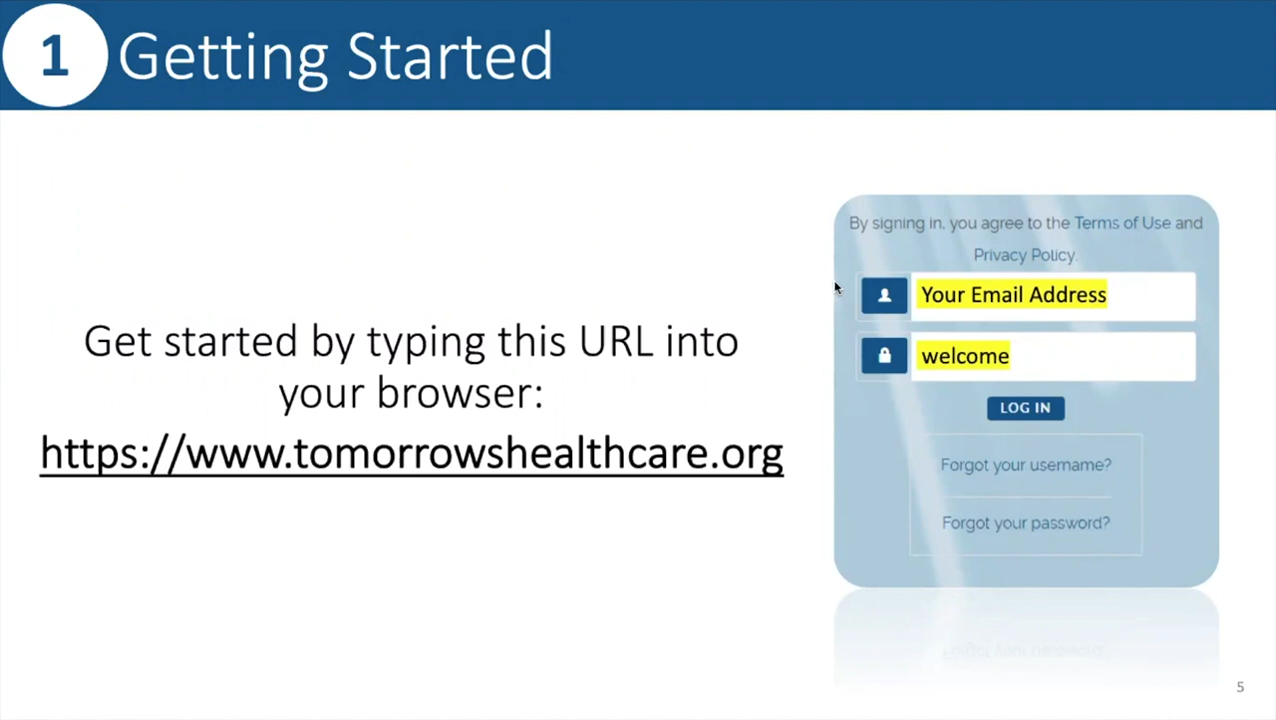 1 Getting Started
By signing in, you agree to the Terms of Use and
Privacy Policy.
Your Email Address
welcome
LOG IN
Forgot your username?
Forgot your password?
Get started by typing this URL into
your browser:
https://www.tomorrowshealthcare.org
5